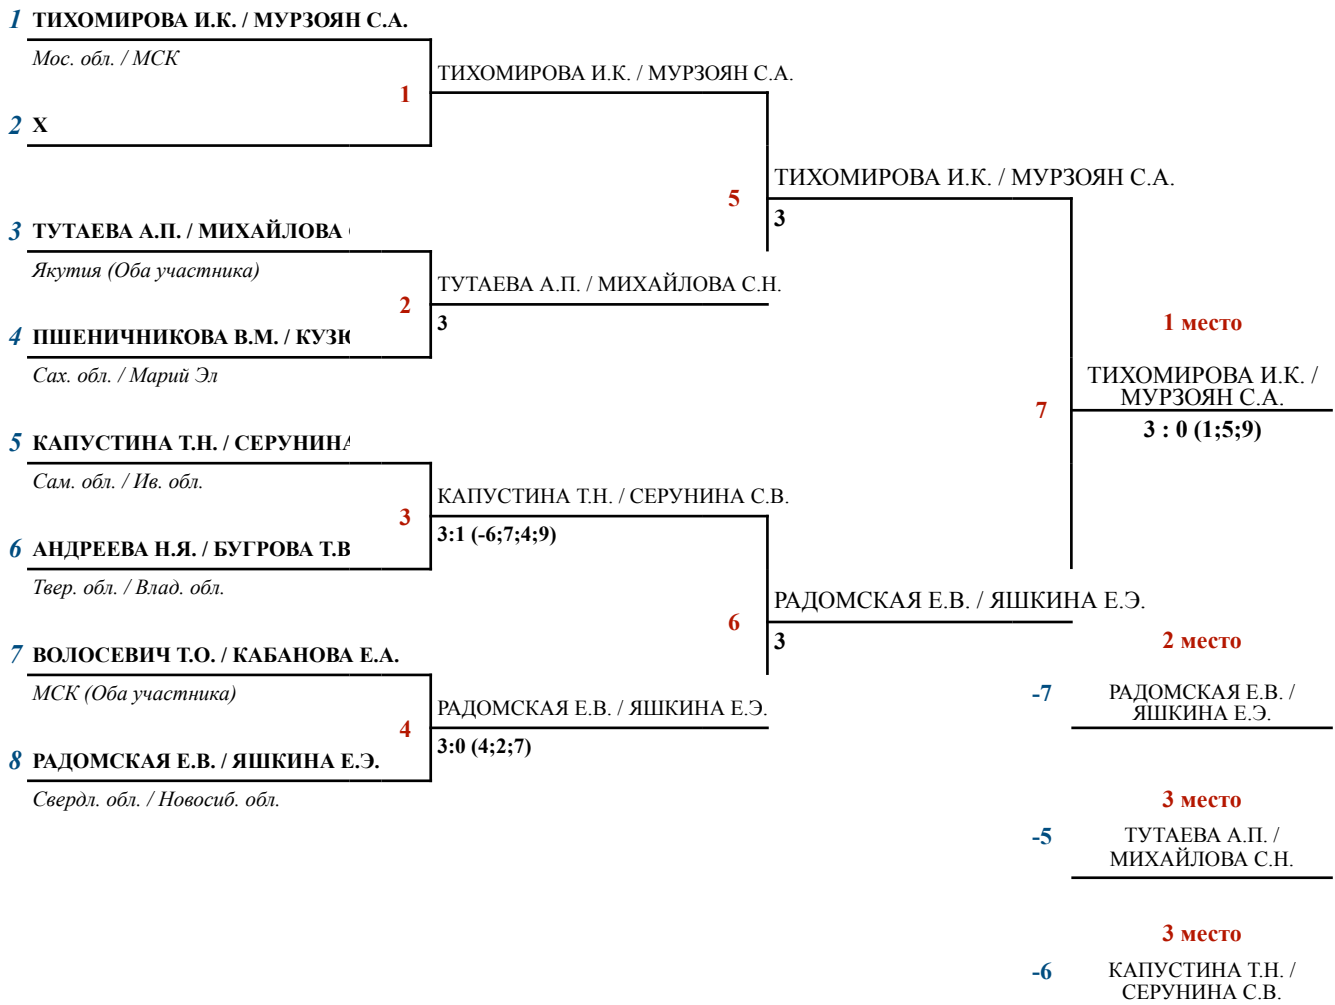 1 ТИХОМИРОВА И.К. / МУРЗОЯН С.А.
Мос. обл. / МСК
ТИХОМИРОВА И.К. / МУРЗОЯН С.А.
1
2 X
ТИХОМИРОВА И.К. / МУРЗОЯН С.А.
5
3
3 ТУТАЕВА А.П. / МИХАЙЛОВА
Якутия (Оба участника)
ТУТАЕВА А.П. / МИХАЙЛОВА С.Н.
2
3
4 ПШЕНИЧНИКОВА В.М. / КУЗЮ
Сах. обл. / Марий Эл
1 место
ТИХОМИРОВА И.К. /
МУРЗОЯН С.А.
7
3 : 0 (1;5;9)
5 КАПУСТИНА Т.Н. / СЕРУНИНА
Сам. обл. / Ив. обл.
КАПУСТИНА Т.Н. / СЕРУНИНА С.В.
3
3:1 (-6;7;4;9)
6 АНДРЕЕВА Н.Я. / БУГРОВА Т.В
Твер. обл. / Влад. обл.
РАДОМСКАЯ Е.В. / ЯШКИНА Е.Э.
6
3
7 ВОЛОСЕВИЧ Т.О. / КАБАНОВА Е.А.
МСК (Оба участника)
РАДОМСКАЯ Е.В. / ЯШКИНА Е.Э.
4
3:0 (4;2;7)
8 РАДОМСКАЯ Е.В. / ЯШКИНА Е.Э.
Свердл. обл. / Новосиб. обл.
2 место
-7 РАДОМСКАЯ Е.В. /
ЯШКИНА Е.Э.
3 место
-5 ТУТАЕВА А.П. /
МИХАЙЛОВА С.Н.
3 место
-6 КАПУСТИНА Т.Н. /
СЕРУНИНА С.В.